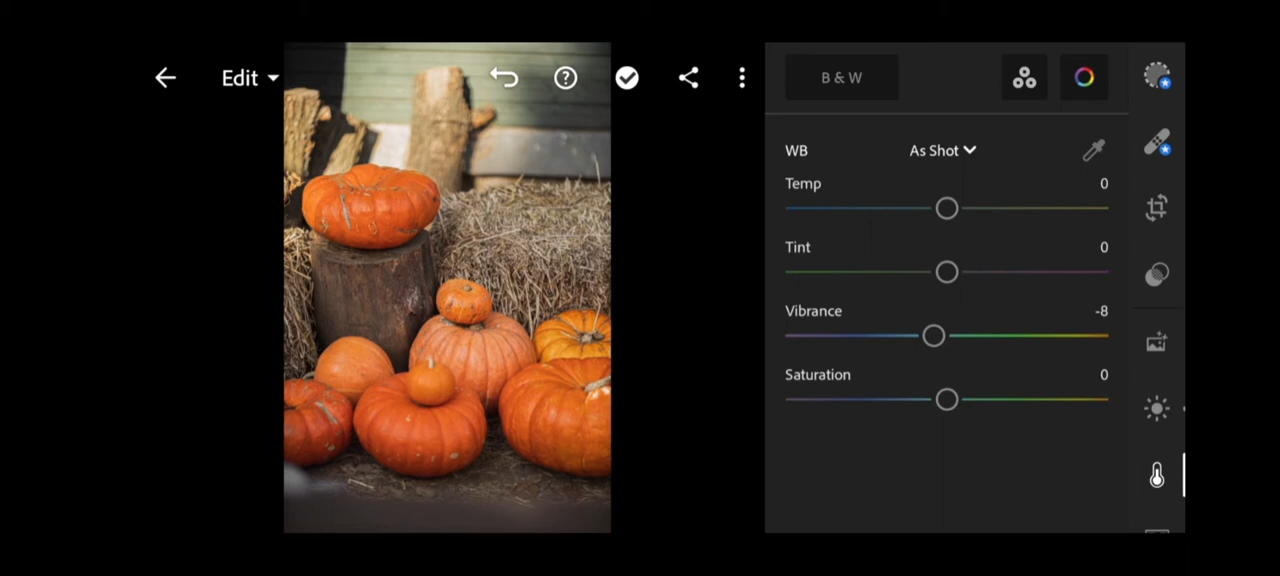 Edit
B & W
WB As Shot
Temp 0
Tint 0
Vibrance -8
Saturation 0